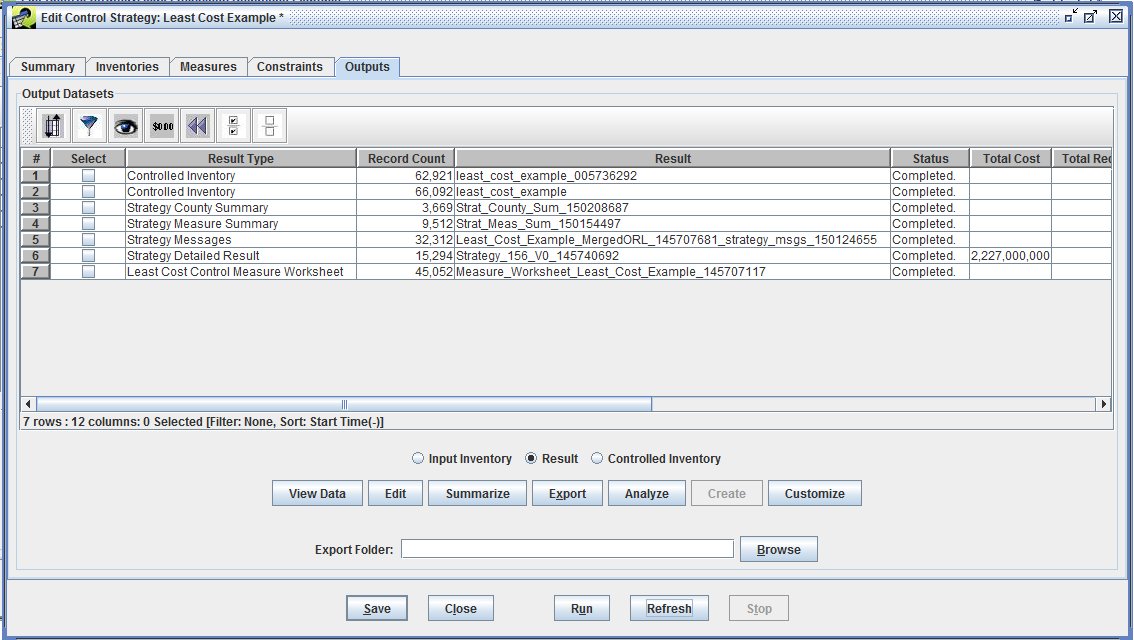 Edit Control Strategy: Least Cost Example *
Summary Inventories Measures Constraints Outputs
Output Datasets
$0.00
# Select Result Type Record Count Result Status Total Cost Total Rec
1 Controlled Inventory 62,921 least_cost_example_005736292 Completed.
2 Controlled Inventory 66,092 least_cost_example Completed.
3 Strategy County Summary 3,669 Strat_County_Sum_150208687 Completed.
4 Strategy Measure Summary 9,512 Strat_Meas_Sum_150154497 Completed.
5 Strategy Messages 32,312 Least_Cost_Example_MergedORL_145707681_strategy_msgs_150124655 Completed.
6 Strategy Detailed Result 15,294 Strategy_156_V0_145740692 Completed. 2,227,000,000
7 Least Cost Control Measure Worksheet 45,052 Measure_Worksheet_Least_Cost_Example_145707117 Completed.
7 rows : 12 columns: 0 Selected [Filter: None, Sort: Start Time(-)]
Input Inventory Result Controlled Inventory
View Data Edit Summarize Export Analyze Create Customize
Export Folder: Browse
Save Close Run Refresh Stop